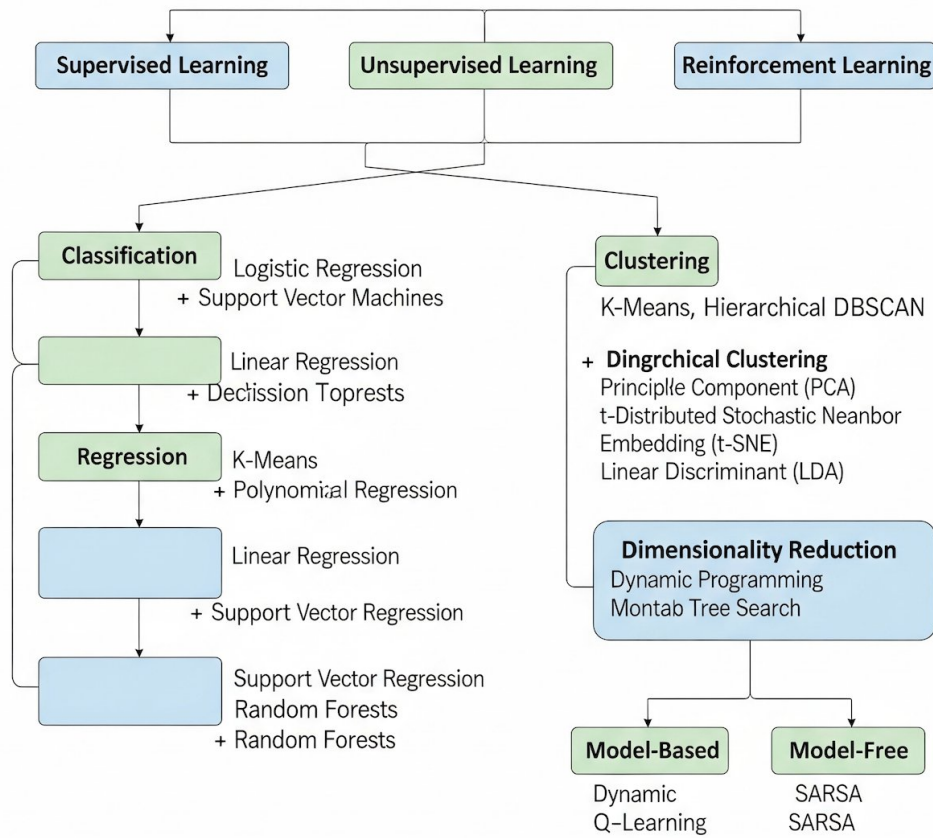 Supervised Learning
Unsupervised Learning
Reinforcement Learning
Classification
Logistic Regression
+ Support Vector Machines
Linear Regression
+ Decission Toprests
Regression
K-Means
+ Polynomizal Regression
Linear Regression
+ Support Vector Regression
Support Vector Regression
Random Forests
+ Random Forests
Clustering
K-Means, Hierarchical DBSCAN
+ Dingrchical Clustering
Principlle Component (PCA)
t-Distributed Stochastic Neanbor
Embedding (t-SNE)
Linear Discriminant (LDA)
Dimensionality Reduction
Dynamic Programming
Montab Tree Search
Model-Based
Dynamic
Q-Learning
Model-Free
SARSA
SARSA